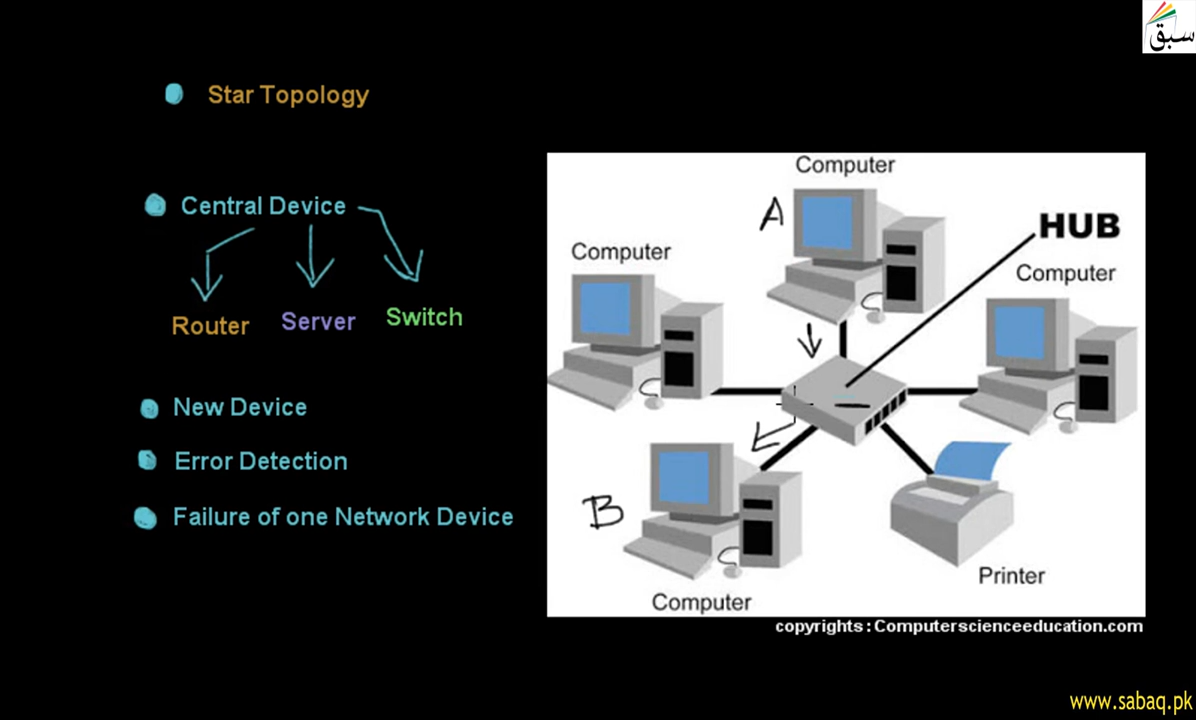 سبق
Star Topology
Central Device
Router Server Switch
New Device
Error Detection
Failure of one Network Device
Computer
A
HUB
Computer
Computer
B
Computer
Printer
copyrights : Computerscienceeducation.com
www.sabaq.pk